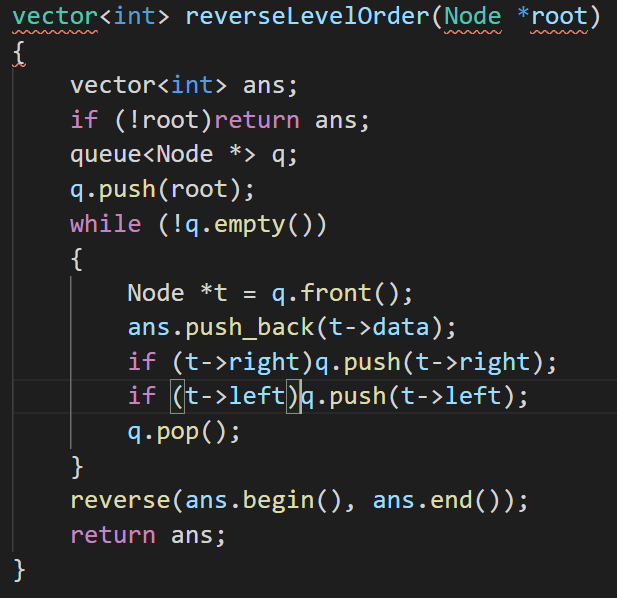 vector<int> reverseLevelOrder(Node *root)
{
    vector<int> ans;
    if (!root)return ans;
    queue<Node *> q;
    q.push(root);
    while (!q.empty())
    {
        Node *t = q.front();
        ans.push_back(t->data);
        if (t->right)q.push(t->right);
        if (t->left)q.push(t->left);
        q.pop();
    }
    reverse(ans.begin(), ans.end());
    return ans;
}